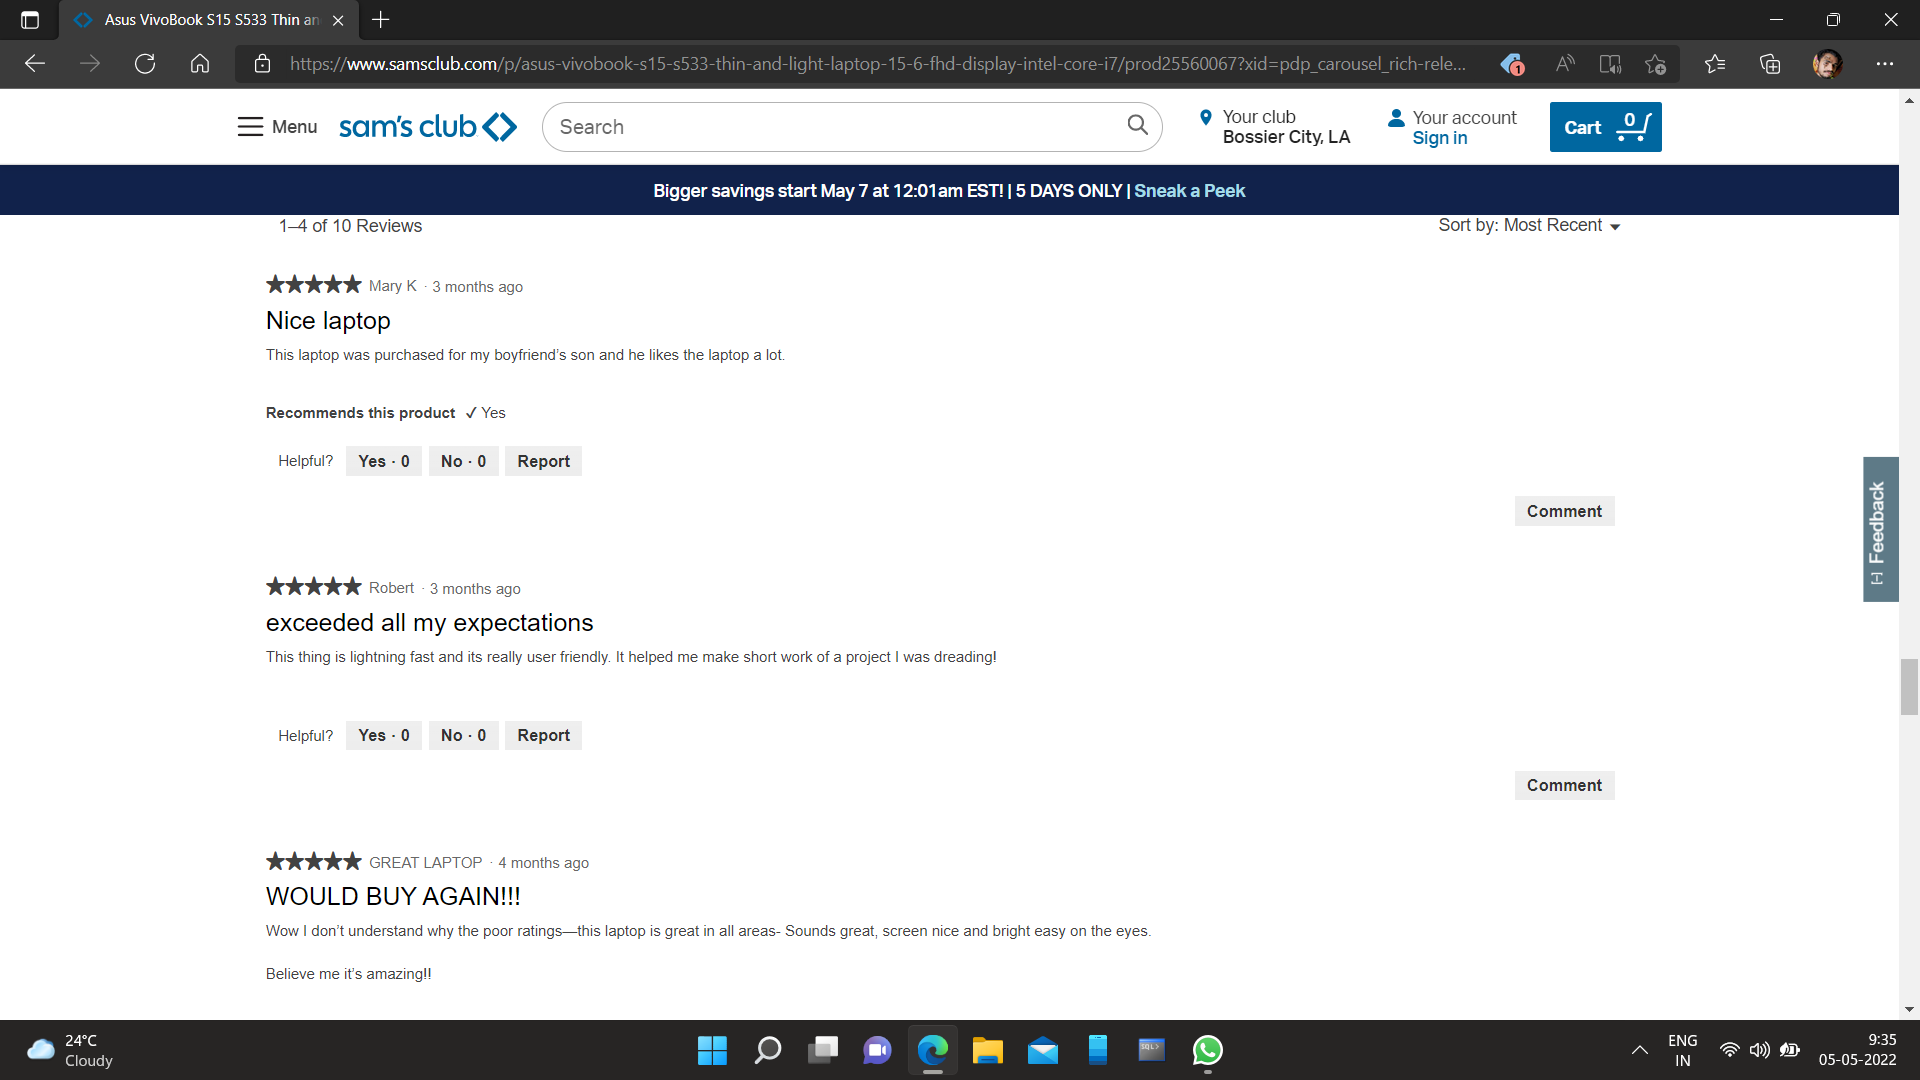 Asus VivoBook S15 S533 Thin an
https://www.samsclub.com/p/asus-vivobook-s15-s533-thin-and-light-laptop-15-6-fhd-display-intel-core-i7/prod25560067?xid=pdp_carousel_rich-rele...
1
Menu
sam's club
Search
Your club
Bossier City, LA
Your account
Sign in
Cart
0
Bigger savings start May 7 at 12:01am EST! | 5 DAYS ONLY | Sneak a Peek
1–4 of 10 Reviews
Sort by: Most Recent
★★★★★ Mary K · 3 months ago
Nice laptop
This laptop was purchased for my boyfriend’s son and he likes the laptop a lot.
Recommends this product ✓ Yes
Helpful? Yes · 0 No · 0 Report
Comment
[-] Feedback
★★★★★ Robert · 3 months ago
exceeded all my expectations
This thing is lightning fast and its really user friendly. It helped me make short work of a project I was dreading!
Helpful? Yes · 0 No · 0 Report
Comment
★★★★★ GREAT LAPTOP · 4 months ago
WOULD BUY AGAIN!!!
Wow I don’t understand why the poor ratings—this laptop is great in all areas- Sounds great, screen nice and bright easy on the eyes.
Believe me it’s amazing!!
24°C
Cloudy
SQL>
ENG
IN
9:35
05-05-2022